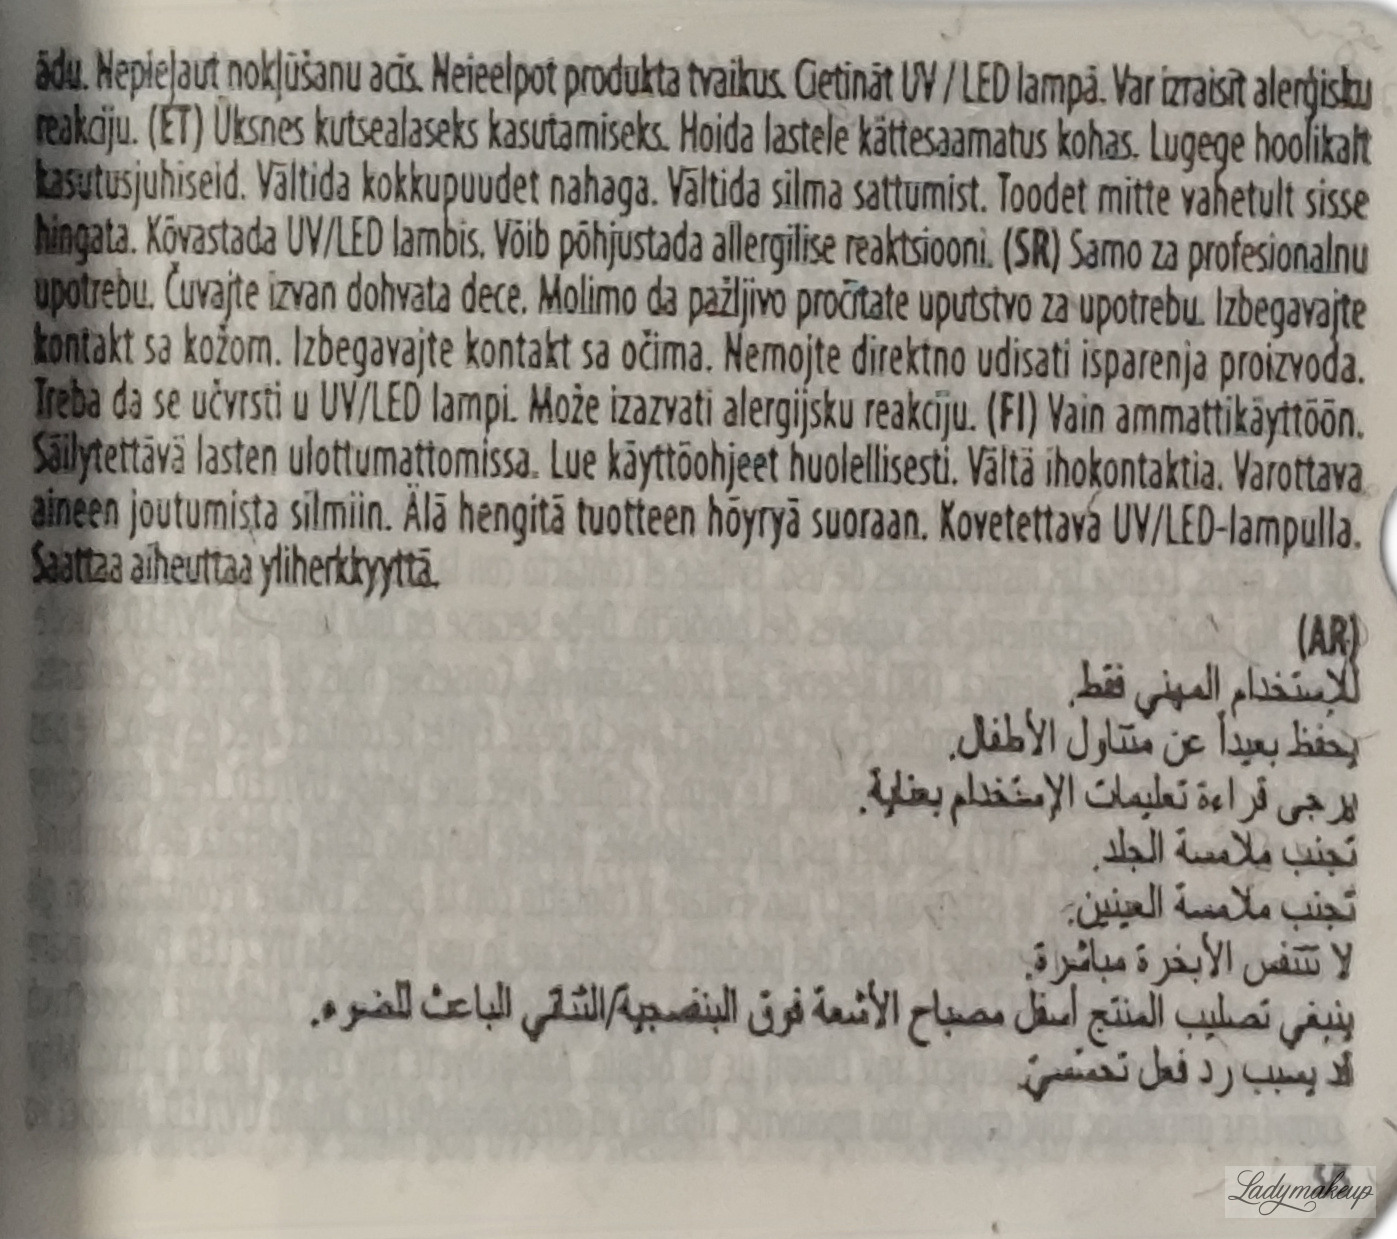 ādu. Nepieļaut nokļūšanu acīs. Neieelpot produkta tvaikus. Cietināt UV / LED lampā. Var izraisīt alerģisku
reakciju. (ET) Üksnes kutsealaseks kasutamiseks. Hoida lastele kättesaamatus kohas. Lugege hoolikalt
kasutusjuhiseid. Vältida kokkupuudet nahaga. Vältida silma sattumist. Toodet mitte vahetult sisse
hingata. Kõvastada UV/LED lambis. Võib põhjustada allergilise reaktsiooni. (SR) Samo za profesionalnu
upotrebu. Čuvajte izvan dohvata dece. Molimo da pažljivo pročitate uputstvo za upotrebu. Izbegavajte
kontakt sa kožom. Izbegavajte kontakt sa očima. Nemojte direktno udisati isparenja proizvoda.
Treba da se učvrsti u UV/LED lampi. Može izazvati alergijsku reakciju. (FI) Vain ammattikäyttöön.
Säilytettävä lasten ulottumattomissa. Lue käyttöohjeet huolellisesti. Vältä ihokontaktia. Varottava
aineen joutumista silmiin. Älä hengitä tuotteen höyryä suoraan. Kovetettava UV/LED-lampulla.
Saattaa aiheuttaa yliherkkyyttä.
(AR)
للإستخدام المهني فقط.
يحفظ بعيداً عن متناول الأطفال.
يرجى قراءة تعليمات الإستخدام بعناية.
تجنب ملامسة الجلد.
تجنب ملامسة العينين.
لا تتنفس الأبخرة مباشرة.
ينبغي تصليب المنتج أسفل مصباح الأشعة فوق البنفسجية/الثنائي الباعث للضوء.
قد يسبب رد فعل تحسسيّ.
Ladymakeup